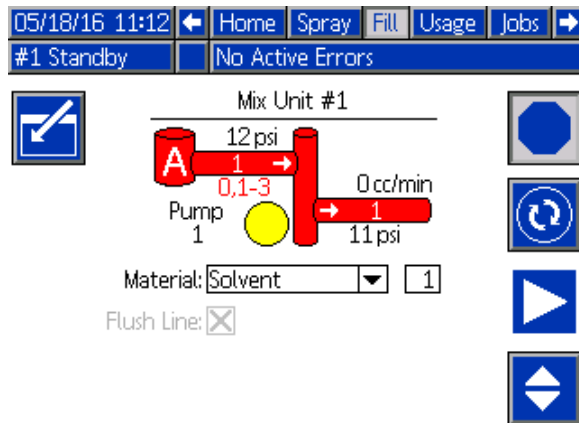 05/18/16 11:12 Home Spray Fill Usage Jobs
#1 Standby No Active Errors
Mix Unit #1
12 psi
A
1
0,1-3
0 cc/min
Pump
1
1
11 psi
Material: Solvent 1
Flush Line: